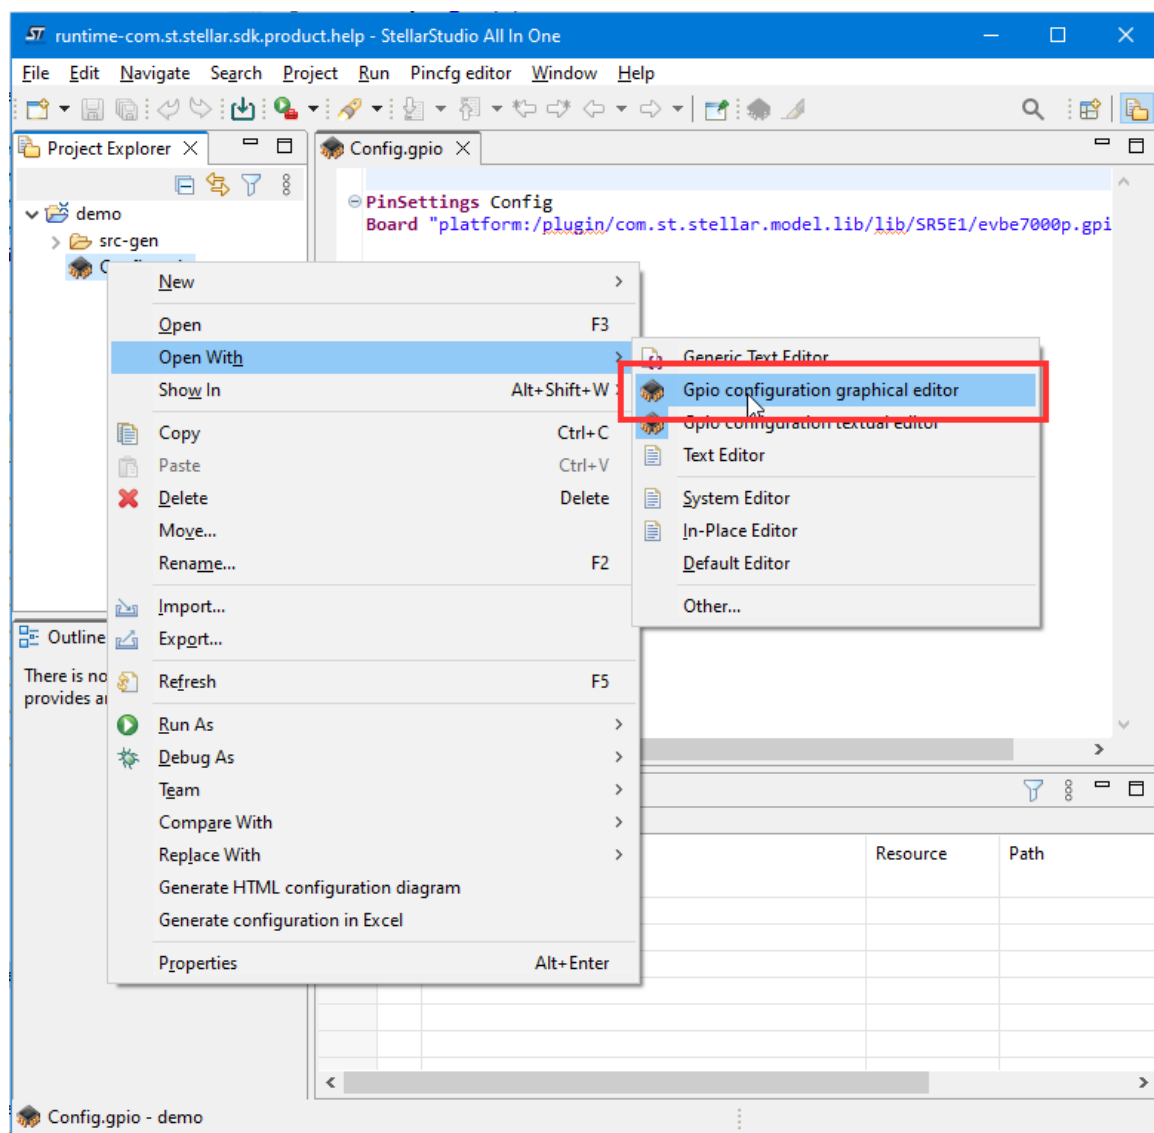 ST runtime-com.st.stellar.sdk.product.help - StellarStudio All In One
File Edit Navigate Search Project Run Pincfg editor Window Help
Project Explorer
Config.gpio
demo
src-gen
PinSettings Config
Board "platform:/plugin/com.st.stellar.model.lib/lib/SR5E1/evbe7000p.gpi
New
Open F3
Open With
Show In Alt+Shift+W
Copy Ctrl+C
Paste Ctrl+V
Delete Delete
Move...
Rename... F2
Import...
Export...
Refresh F5
Run As
Debug As
Team
Compare With
Replace With
Generate HTML configuration diagram
Generate configuration in Excel
Properties Alt+Enter
Generic Text Editor
Gpio configuration graphical editor
Gpio configuration textual editor
Text Editor
System Editor
In-Place Editor
Default Editor
Other...
Outline
There is no
provides
Resource Path
Config.gpio - demo